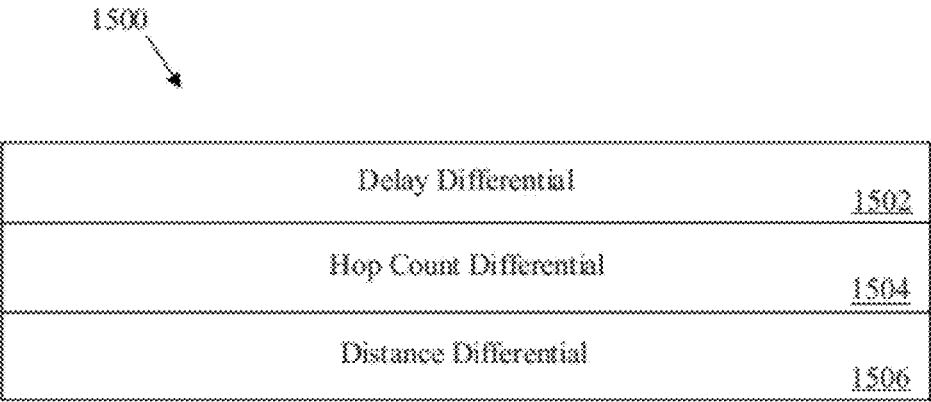 1500
Delay Differential
1502
Hop Count Differential
1504
Distance Differential
1506